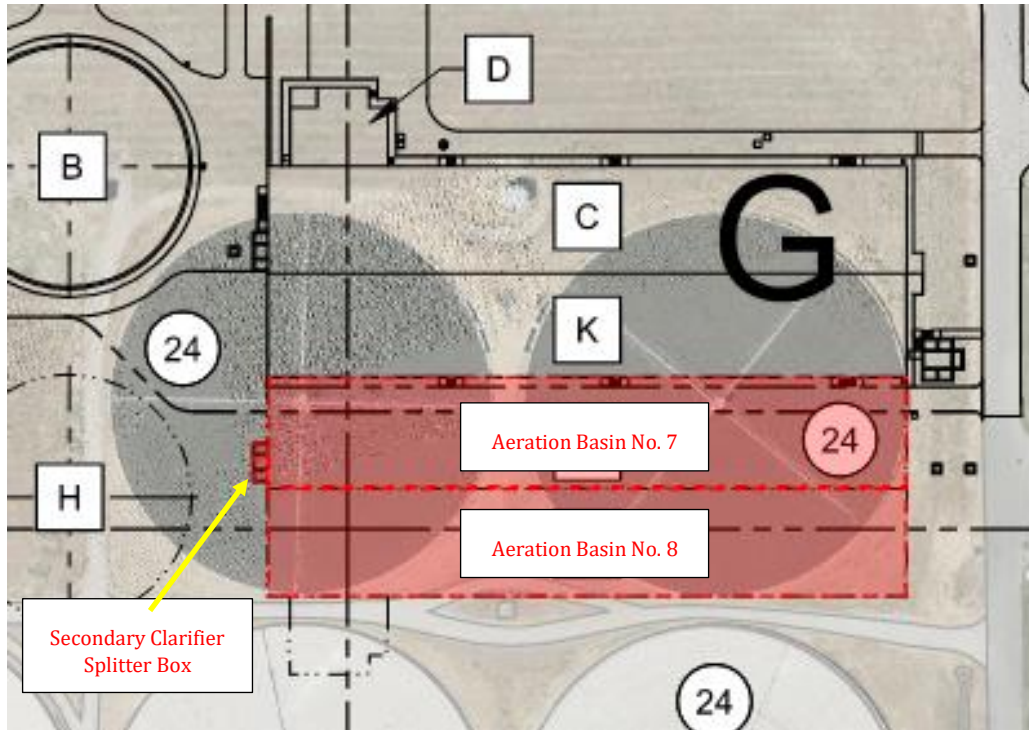 D
B
C
G
24
K
Aeration Basin No. 7
24
H
Aeration Basin No. 8
Secondary Clarifier
Splitter Box
24